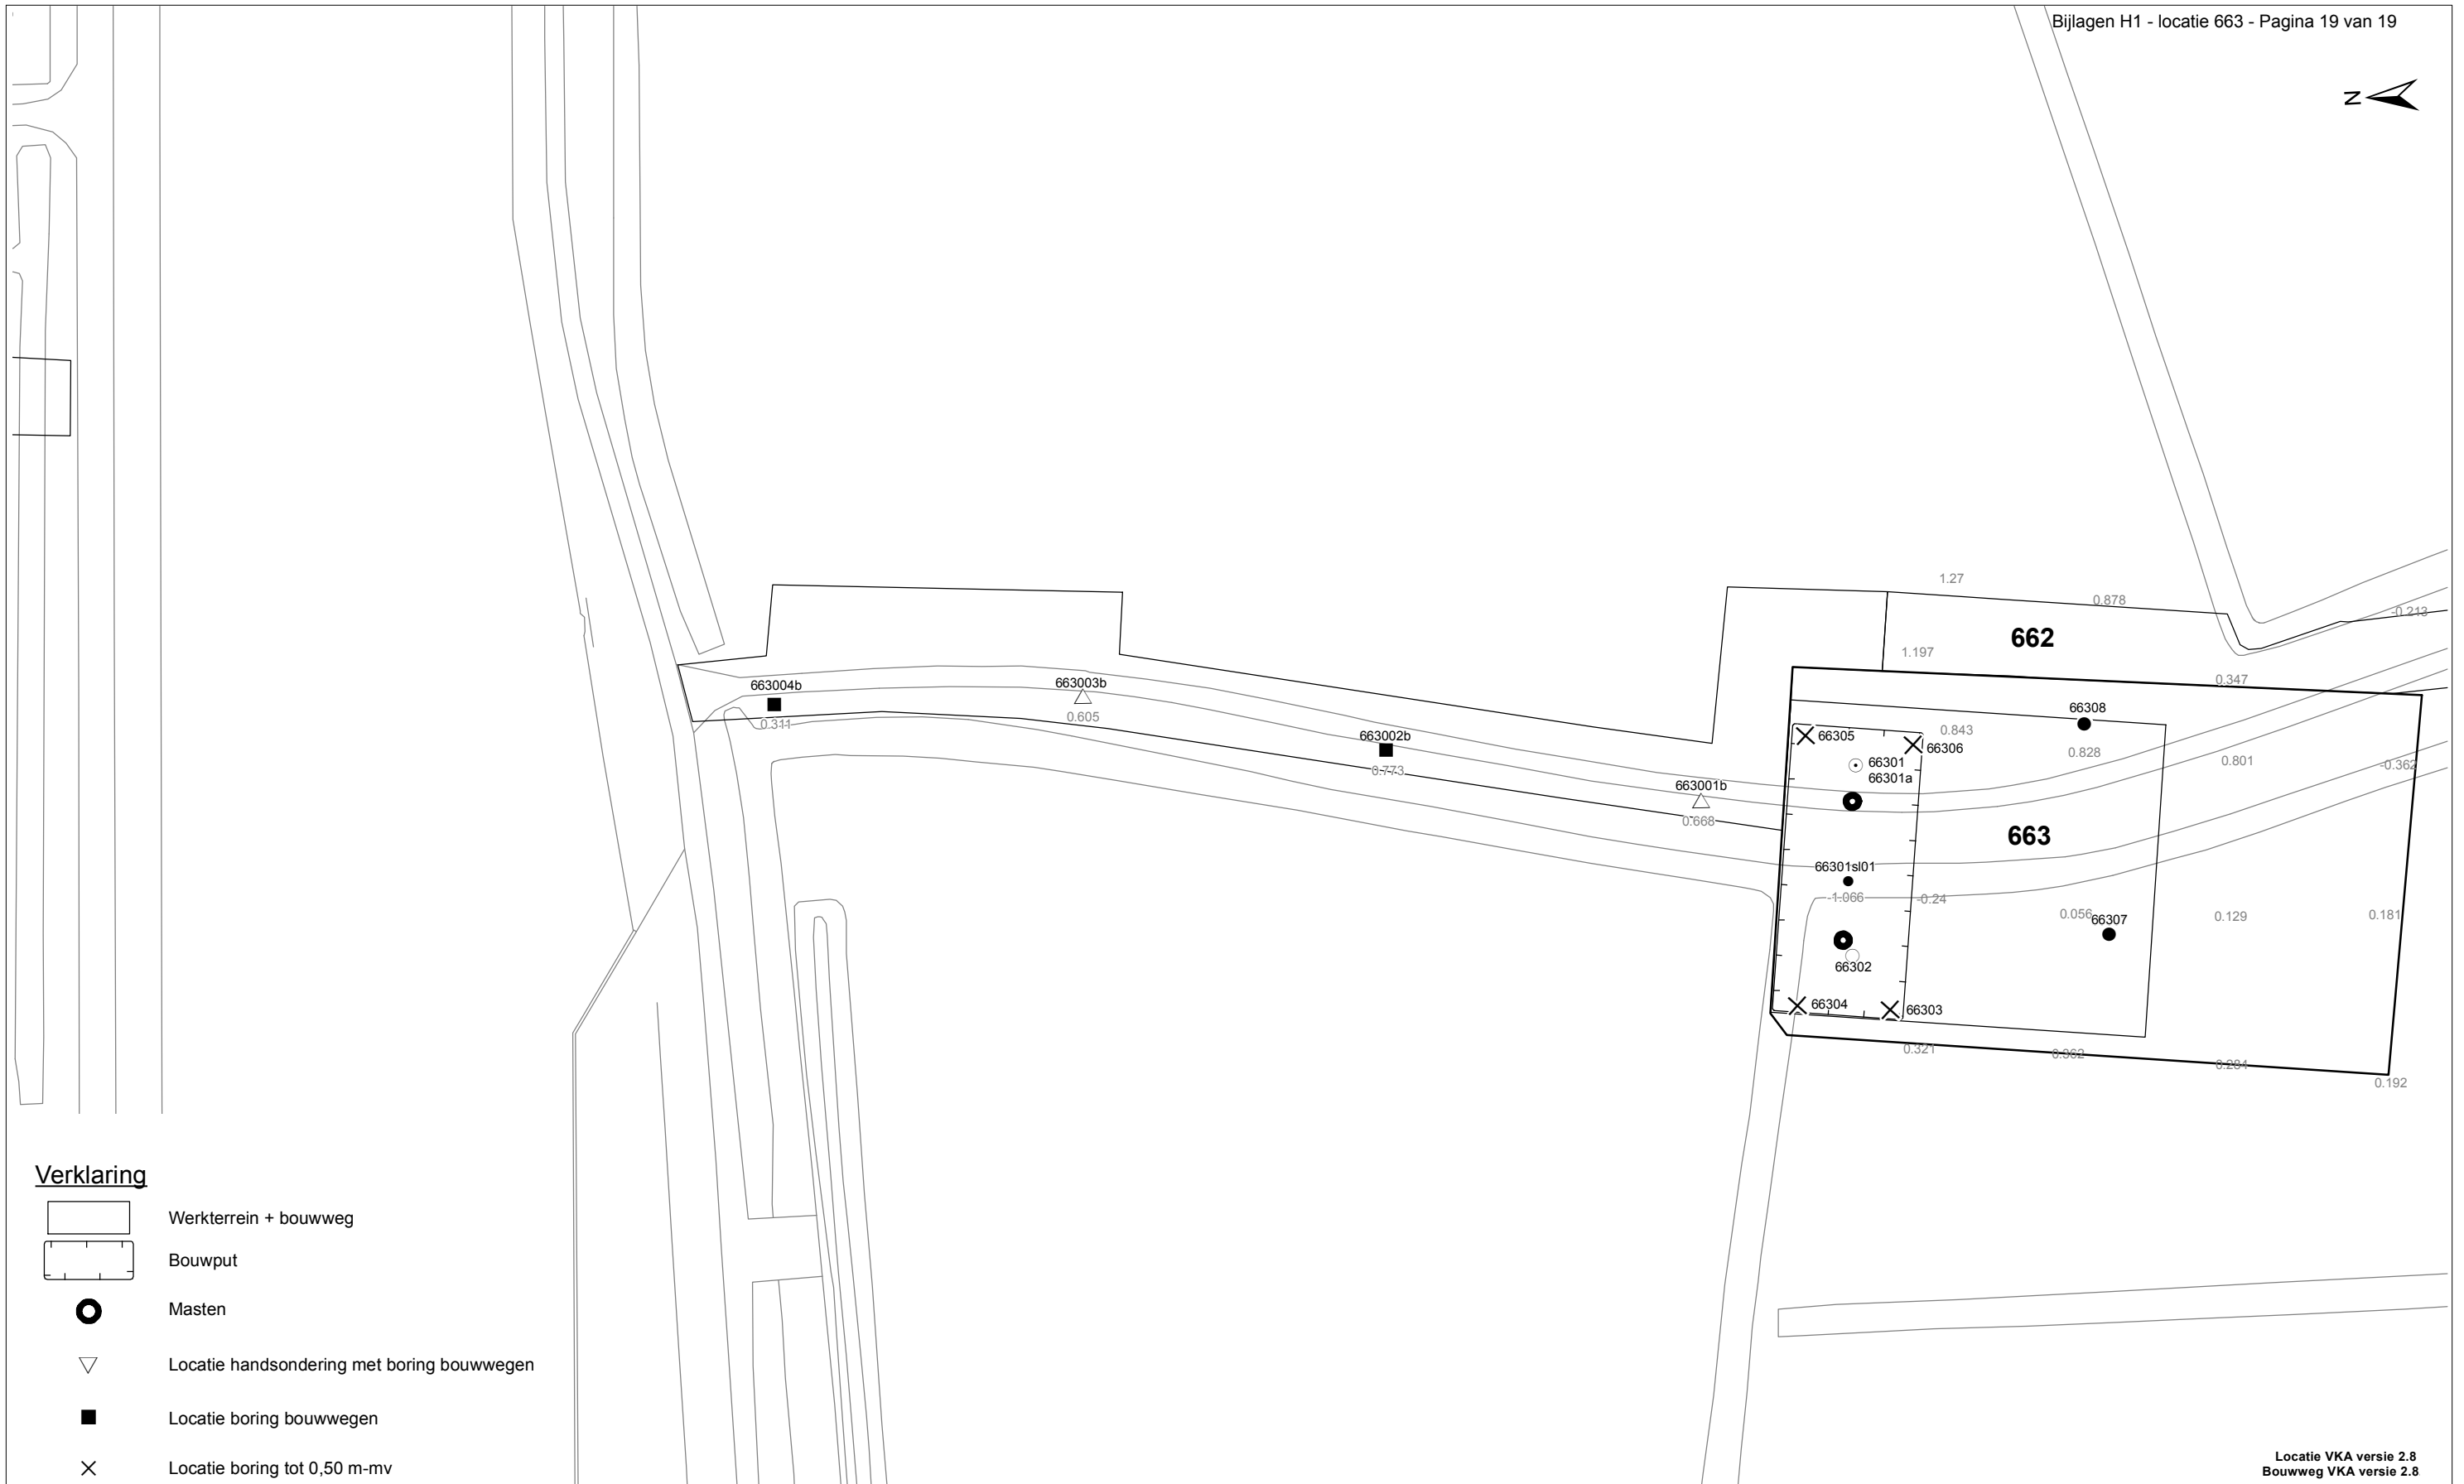 Bijlagen H1 - locatie 663 - Pagina 19 van 19
N
1.27
0.878
-0.213
662
1.197
0.347
663004b
0.311
663003b
0.605
663002b
0.773
663001b
0.668
66308
0.828
0.843
66305
66306
66301
66301a
0.801
-0.362
663
66301sl01
-1.066
-0.24
0.056
66307
0.129
0.181
66302
66304
66303
0.321
0.362
0.284
0.192
Verklaring
Werkterrein + bouwweg
Bouwput
Masten
Locatie handsondering met boring bouwwegen
Locatie boring bouwwegen
Locatie boring tot 0,50 m-mv
Locatie VKA versie 2.8
Bouwweg VKA versie 2.8